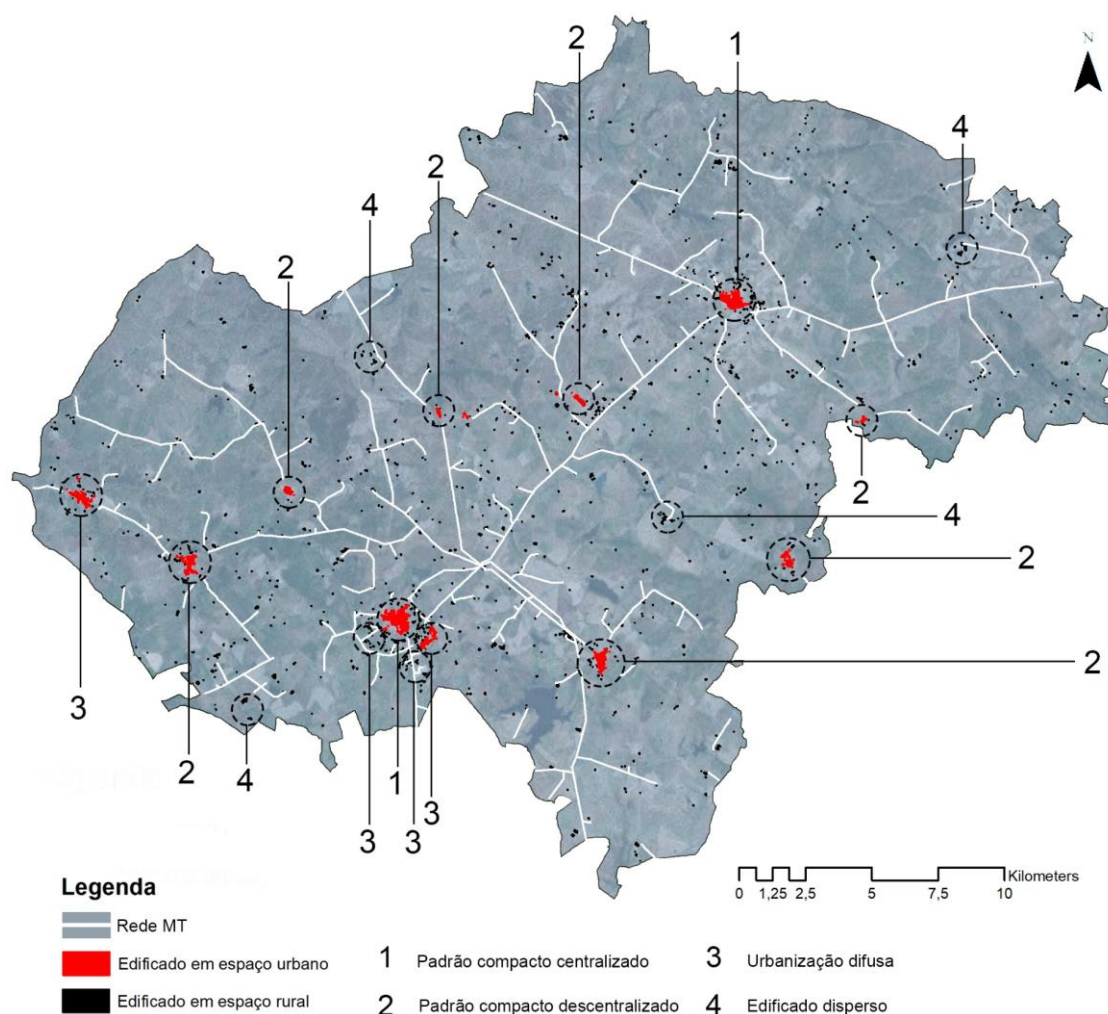 N
2
1
4
2
4
2
2
2
4
2
3
2
2
4
3
1
3
3
Legenda
Rede MT
Edificado em espaço urbano
Edificado em espaço rural
1 Padrão compacto centralizado
2 Padrão compacto descentralizado
3 Urbanização difusa
4 Edificado disperso
Kilometers
0 1,25 2,5 5 7,5 10